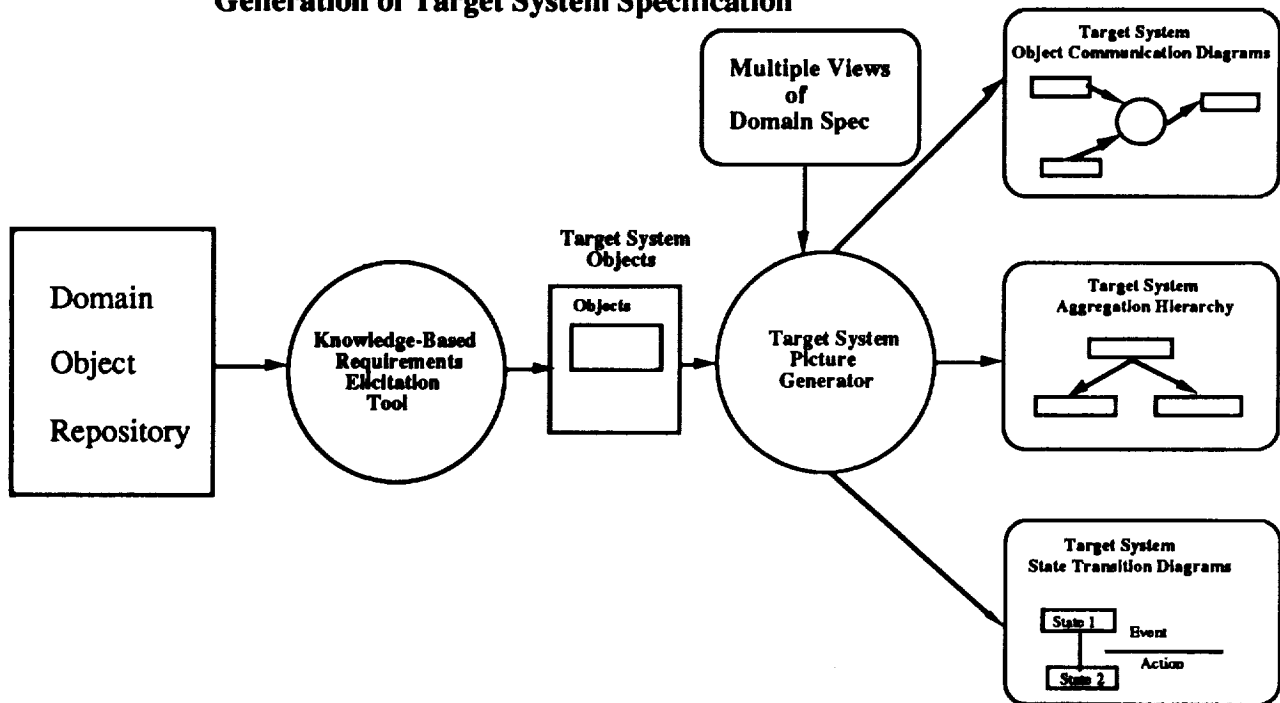 Generation of Target System Specification
Domain
Object
Repository
Knowledge-Based
Requirements
Elicitation
Tool
Target System
Objects
Objects
Multiple Views
of
Domain Spec
Target System
Picture
Generator
Target System
Object Communication Diagrams
Target System
Aggregation Hierarchy
Target System
State Transition Diagrams
State 1
Event
Action
State 2